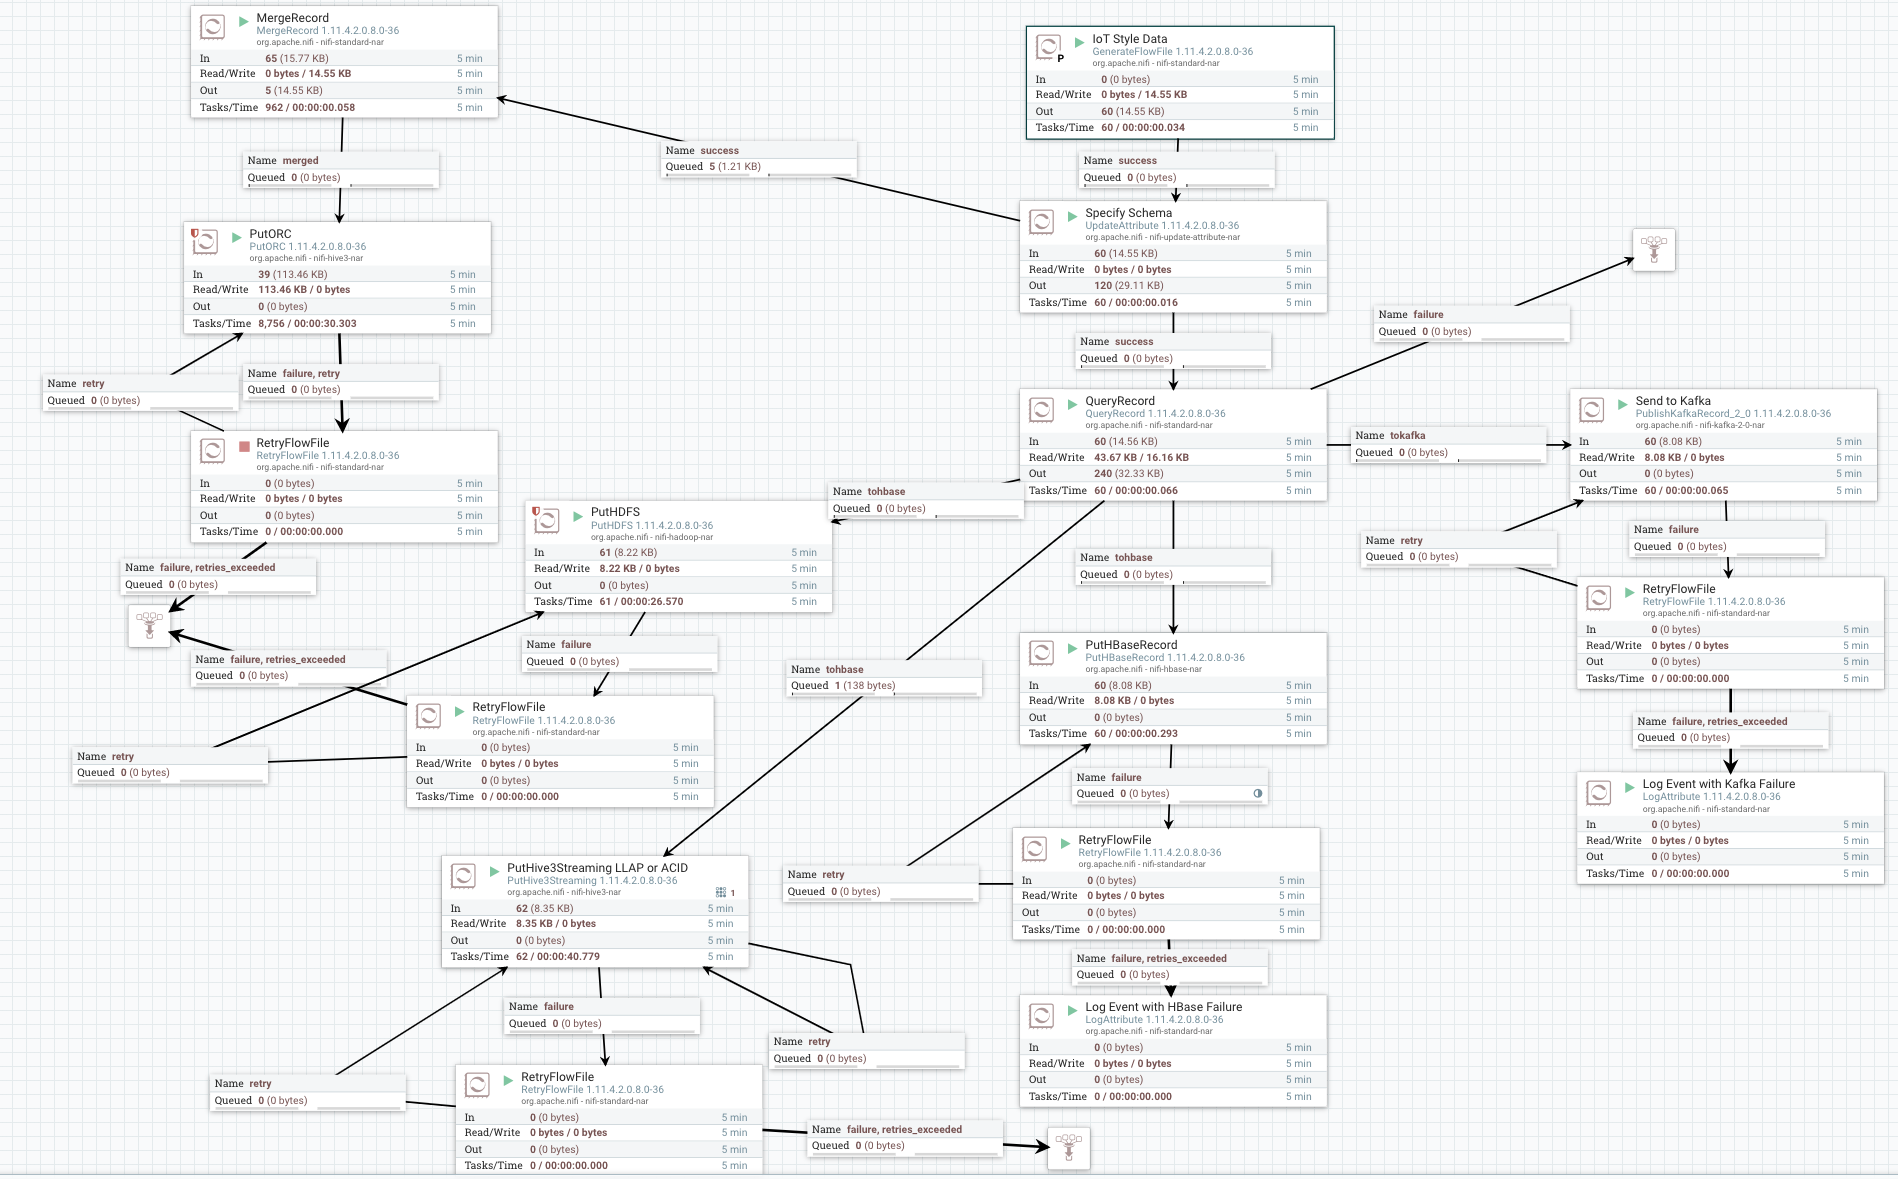 MergeRecord
MergeRecord 1.11.4.2.0.8.0-36
org.apache.nifi - nifi-standard-nar
In 65 (15.77 KB) 5 min
Read/Write 0 bytes / 14.55 KB 5 min
Out 5 (14.55 KB) 5 min
Tasks/Time 962 / 00:00:00.058 5 min
IoT Style Data
GenerateFlowFile 1.11.4.2.0.8.0-36
org.apache.nifi - nifi-standard-nar
P
In 0 (0 bytes) 5 min
Read/Write 0 bytes / 14.55 KB 5 min
Out 60 (14.55 KB) 5 min
Tasks/Time 60 / 00:00:00.034 5 min
Name merged
Queued 0 (0 bytes)
Name success
Queued 5 (1.21 KB)
Name success
Queued 0 (0 bytes)
PutORC
PutORC 1.11.4.2.0.8.0-36
org.apache.nifi - nifi-hive3-nar
In 39 (113.46 KB) 5 min
Read/Write 113.46 KB / 0 bytes 5 min
Out 0 (0 bytes) 5 min
Tasks/Time 8,756 / 00:00:30.303 5 min
Specify Schema
UpdateAttribute 1.11.4.2.0.8.0-36
org.apache.nifi - nifi-update-attribute-nar
In 60 (14.55 KB) 5 min
Read/Write 0 bytes / 0 bytes 5 min
Out 120 (29.11 KB) 5 min
Tasks/Time 60 / 00:00:00.016 5 min
Name failure
Queued 0 (0 bytes)
Name success
Queued 0 (0 bytes)
Name retry
Queued 0 (0 bytes)
Name failure, retry
Queued 0 (0 bytes)
RetryFlowFile
RetryFlowFile 1.11.4.2.0.8.0-36
org.apache.nifi - nifi-standard-nar
In 0 (0 bytes) 5 min
Read/Write 0 bytes / 0 bytes 5 min
Out 0 (0 bytes) 5 min
Tasks/Time 0 / 00:00:00.000 5 min
QueryRecord
QueryRecord 1.11.4.2.0.8.0-36
org.apache.nifi - nifi-standard-nar
In 60 (14.56 KB) 5 min
Read/Write 43.67 KB / 16.16 KB 5 min
Out 240 (32.33 KB) 5 min
Tasks/Time 60 / 00:00:00.066 5 min
Name tokafka
Queued 0 (0 bytes)
Send to Kafka
PublishKafkaRecord_2_0 1.11.4.2.0.8.0-36
org.apache.nifi - nifi-kafka-2-0-nar
In 60 (8.08 KB) 5 min
Read/Write 8.08 KB / 0 bytes 5 min
Out 0 (0 bytes) 5 min
Tasks/Time 60 / 00:00:00.065 5 min
Name tohbase
Queued 0 (0 bytes)
PutHDFS
PutHDFS 1.11.4.2.0.8.0-36
org.apache.nifi - nifi-hadoop-nar
In 61 (8.22 KB) 5 min
Read/Write 8.22 KB / 0 bytes 5 min
Out 0 (0 bytes) 5 min
Tasks/Time 61 / 00:00:26.570 5 min
Name failure, retries_exceeded
Queued 0 (0 bytes)
Name tohbase
Queued 0 (0 bytes)
Name retry
Queued 0 (0 bytes)
Name failure
Queued 0 (0 bytes)
RetryFlowFile
RetryFlowFile 1.11.4.2.0.8.0-36
org.apache.nifi - nifi-standard-nar
In 0 (0 bytes) 5 min
Read/Write 0 bytes / 0 bytes 5 min
Out 0 (0 bytes) 5 min
Tasks/Time 0 / 00:00:00.000 5 min
Name failure, retries_exceeded
Queued 0 (0 bytes)
Name failure
Queued 0 (0 bytes)
Name tohbase
Queued 1 (138 bytes)
PutHBaseRecord
PutHBaseRecord 1.11.4.2.0.8.0-36
org.apache.nifi - nifi-hbase-nar
In 60 (8.08 KB) 5 min
Read/Write 8.08 KB / 0 bytes 5 min
Out 0 (0 bytes) 5 min
Tasks/Time 60 / 00:00:00.293 5 min
Name retry
Queued 0 (0 bytes)
RetryFlowFile
RetryFlowFile 1.11.4.2.0.8.0-36
org.apache.nifi - nifi-standard-nar
In 0 (0 bytes) 5 min
Read/Write 0 bytes / 0 bytes 5 min
Out 0 (0 bytes) 5 min
Tasks/Time 0 / 00:00:00.000 5 min
Name failure, retries_exceeded
Queued 0 (0 bytes)
Name failure
Queued 0 (0 bytes)
Log Event with Kafka Failure
LogAttribute 1.11.4.2.0.8.0-36
org.apache.nifi - nifi-standard-nar
In 0 (0 bytes) 5 min
Read/Write 0 bytes / 0 bytes 5 min
Out 0 (0 bytes) 5 min
Tasks/Time 0 / 00:00:00.000 5 min
PutHive3Streaming LLAP or ACID
PutHive3Streaming 1.11.4.2.0.8.0-36
org.apache.nifi - nifi-hive3-nar
1
In 62 (8.35 KB) 5 min
Read/Write 8.35 KB / 0 bytes 5 min
Out 0 (0 bytes) 5 min
Tasks/Time 62 / 00:00:40.779 5 min
Name retry
Queued 0 (0 bytes)
RetryFlowFile
RetryFlowFile 1.11.4.2.0.8.0-36
org.apache.nifi - nifi-standard-nar
In 0 (0 bytes) 5 min
Read/Write 0 bytes / 0 bytes 5 min
Out 0 (0 bytes) 5 min
Tasks/Time 0 / 00:00:00.000 5 min
Name failure, retries_exceeded
Queued 0 (0 bytes)
Name failure
Queued 0 (0 bytes)
Name retry
Queued 0 (0 bytes)
Log Event with HBase Failure
LogAttribute 1.11.4.2.0.8.0-36
org.apache.nifi - nifi-standard-nar
In 0 (0 bytes) 5 min
Read/Write 0 bytes / 0 bytes 5 min
Out 0 (0 bytes) 5 min
Tasks/Time 0 / 00:00:00.000 5 min
Name retry
Queued 0 (0 bytes)
RetryFlowFile
RetryFlowFile 1.11.4.2.0.8.0-36
org.apache.nifi - nifi-standard-nar
In 0 (0 bytes) 5 min
Read/Write 0 bytes / 0 bytes 5 min
Out 0 (0 bytes) 5 min
Tasks/Time 0 / 00:00:00.000 5 min
Name failure, retries_exceeded
Queued 0 (0 bytes)